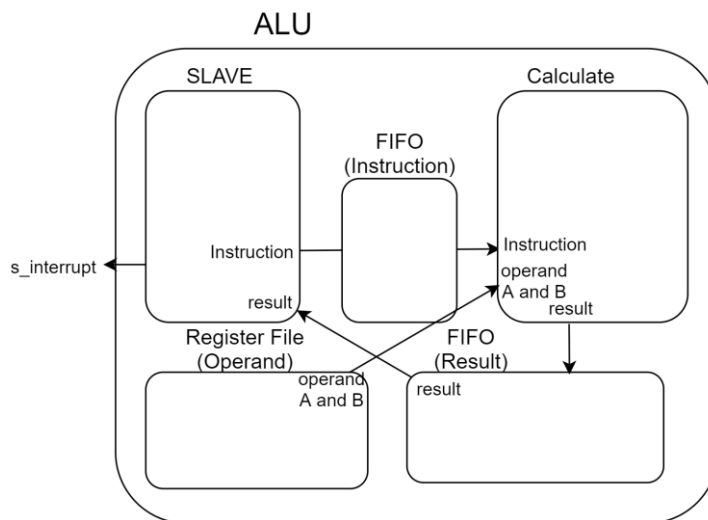 ALU
SLAVE
Calculate
FIFO
(Instruction)
Instruction
Instruction
s_interrupt
operand
A and B
result
result
Register File
(Operand)
FIFO
(Result)
operand
A and B
result